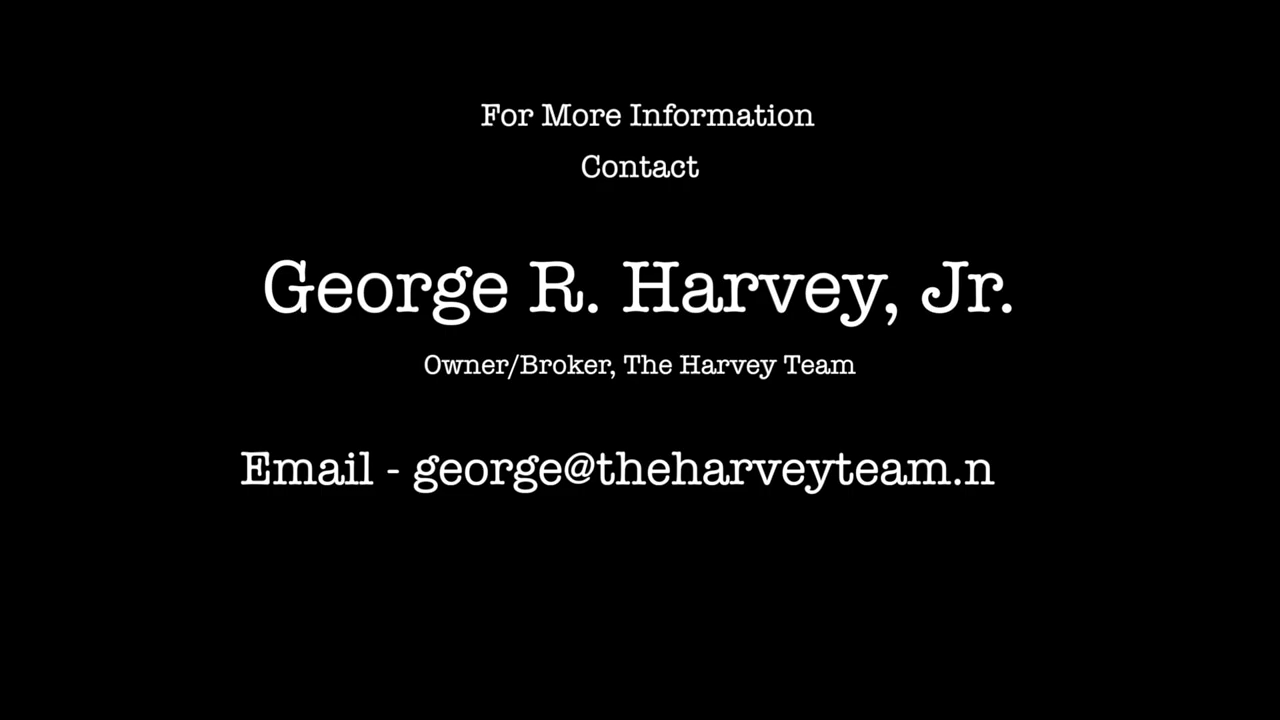 For More Information
Contact
George R. Harvey, Jr.
Owner/Broker, The Harvey Team
Email - george@theharveyteam.n